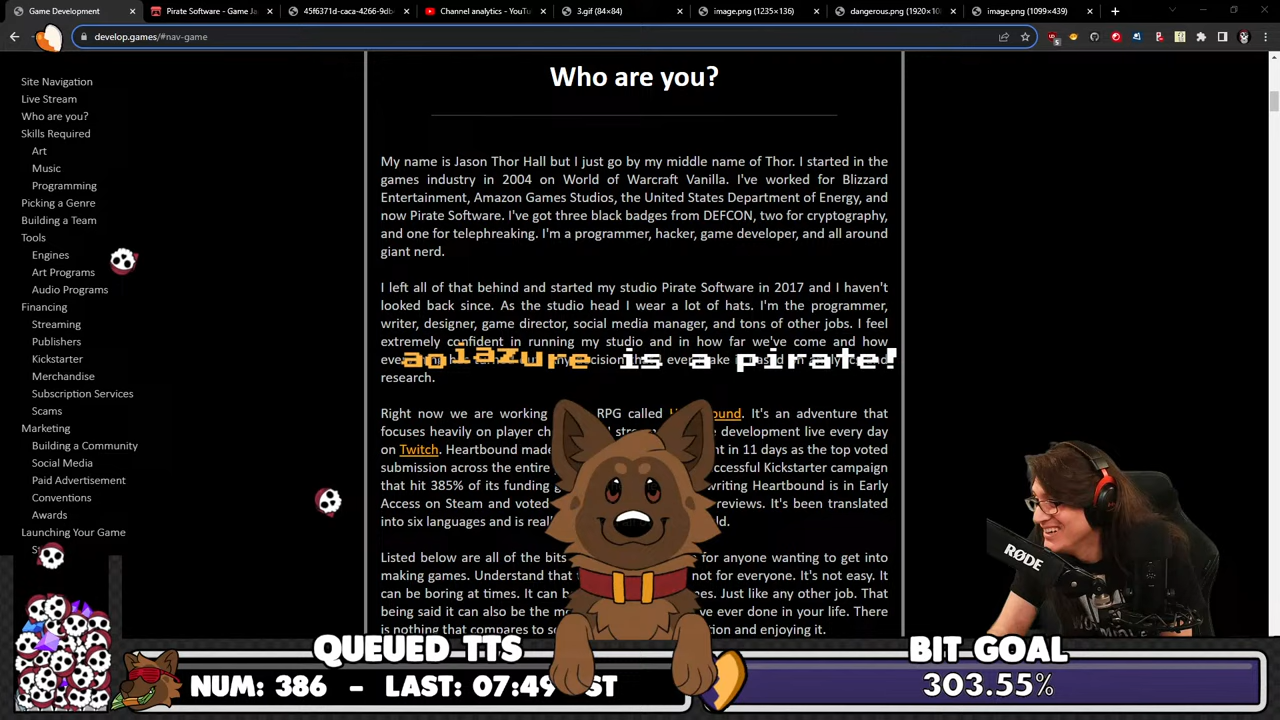 Game Development
Pirate Software - Game Ja
45f6371d-caca-4266-9db
Channel analytics - YouTu
3.gif (84×84)
image.png (1235×136)
dangerous.png (1920×10
image.png (1099×439)
develop.games/#nav-game
Site Navigation
Live Stream
Who are you?
Skills Required
Art
Music
Programming
Picking a Genre
Building a Team
Tools
Engines
Art Programs
Audio Programs
Financing
Streaming
Publishers
Kickstarter
Merchandise
Subscription Services
Scams
Marketing
Building a Community
Social Media
Paid Advertisement
Conventions
Awards
Launching Your Game
Who are you?
My name is Jason Thor Hall but I just go by my middle name of Thor. I started in the
games industry in 2004 on World of Warcraft Vanilla. I've worked for Blizzard
Entertainment, Amazon Games Studios, the United States Department of Energy, and
now Pirate Software. I've got three black badges from DEFCON, two for cryptography,
and one for telephreaking. I'm a programmer, hacker, game developer, and all around
giant nerd.
I left all of that behind and started my studio Pirate Software in 2017 and I haven't
looked back since. As the studio head I wear a lot of hats. I'm the programmer,
writer, designer, game director, social media manager, and tons of other jobs. I feel
extremely confident in running my studio and in how far we've come and how
research.
aoiazure is a pirate!
Right now we are working RPG called It's an adventure that
focuses heavily on player development live every day
on Twitch. Heartbound made in 11 days as the top voted
submission across the entire Kickstarter campaign
that hit 385% of its funding writing Heartbound is in Early
Access on Steam and voted reviews. It's been translated
into six languages and is
Listed below are all of the bits for anyone wanting to get into
making games. Understand that not for everyone. It's not easy. It
can be boring at times. It can Just like any other job. That
being said it can also be the ever done in your life. There
is nothing that compares to and enjoying it.
RØDE
QUEUED TTS
NUM: 386 - LAST: 07:49
BIT GOAL
303.55%